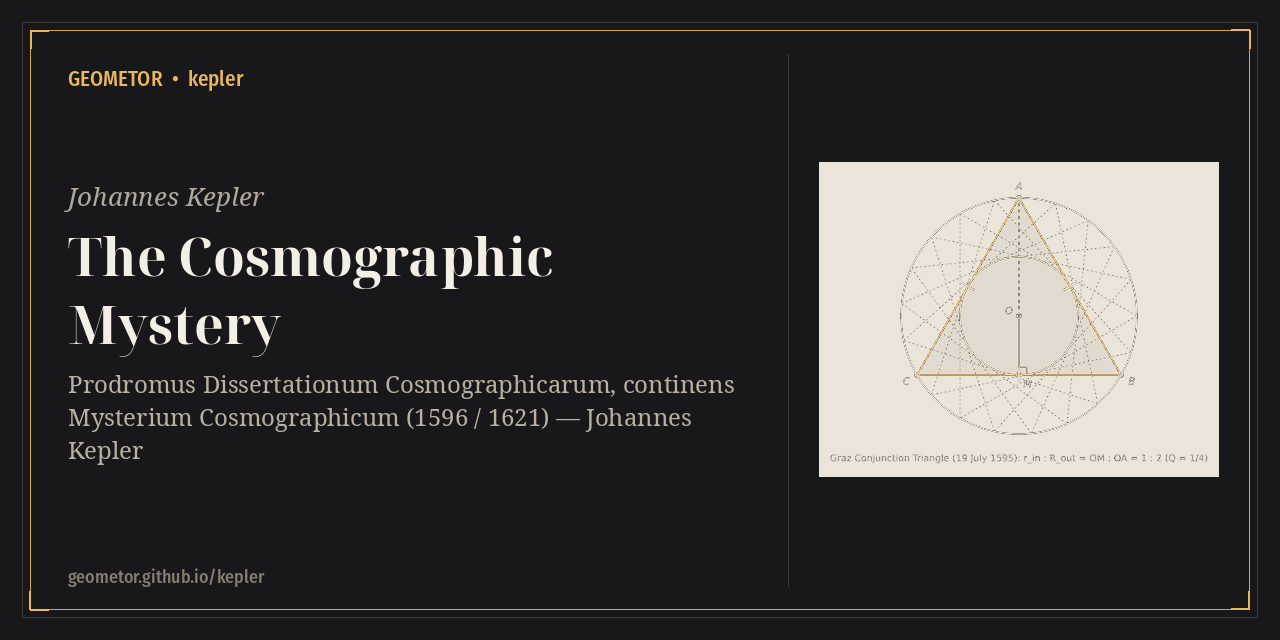 GEOMETOR • kepler
Johannes Kepler
The Cosmographic
Mystery
Prodromus Dissertationum Cosmographicarum, continens
Mysterium Cosmographicum (1596 / 1621) — Johannes
Kepler
geometor.github.io/kepler
A
O
C
M
B
Graz Conjunction Triangle (19 July 1595): r_in : R_out = OM : OA = 1 : 2 (Q = 1/4)